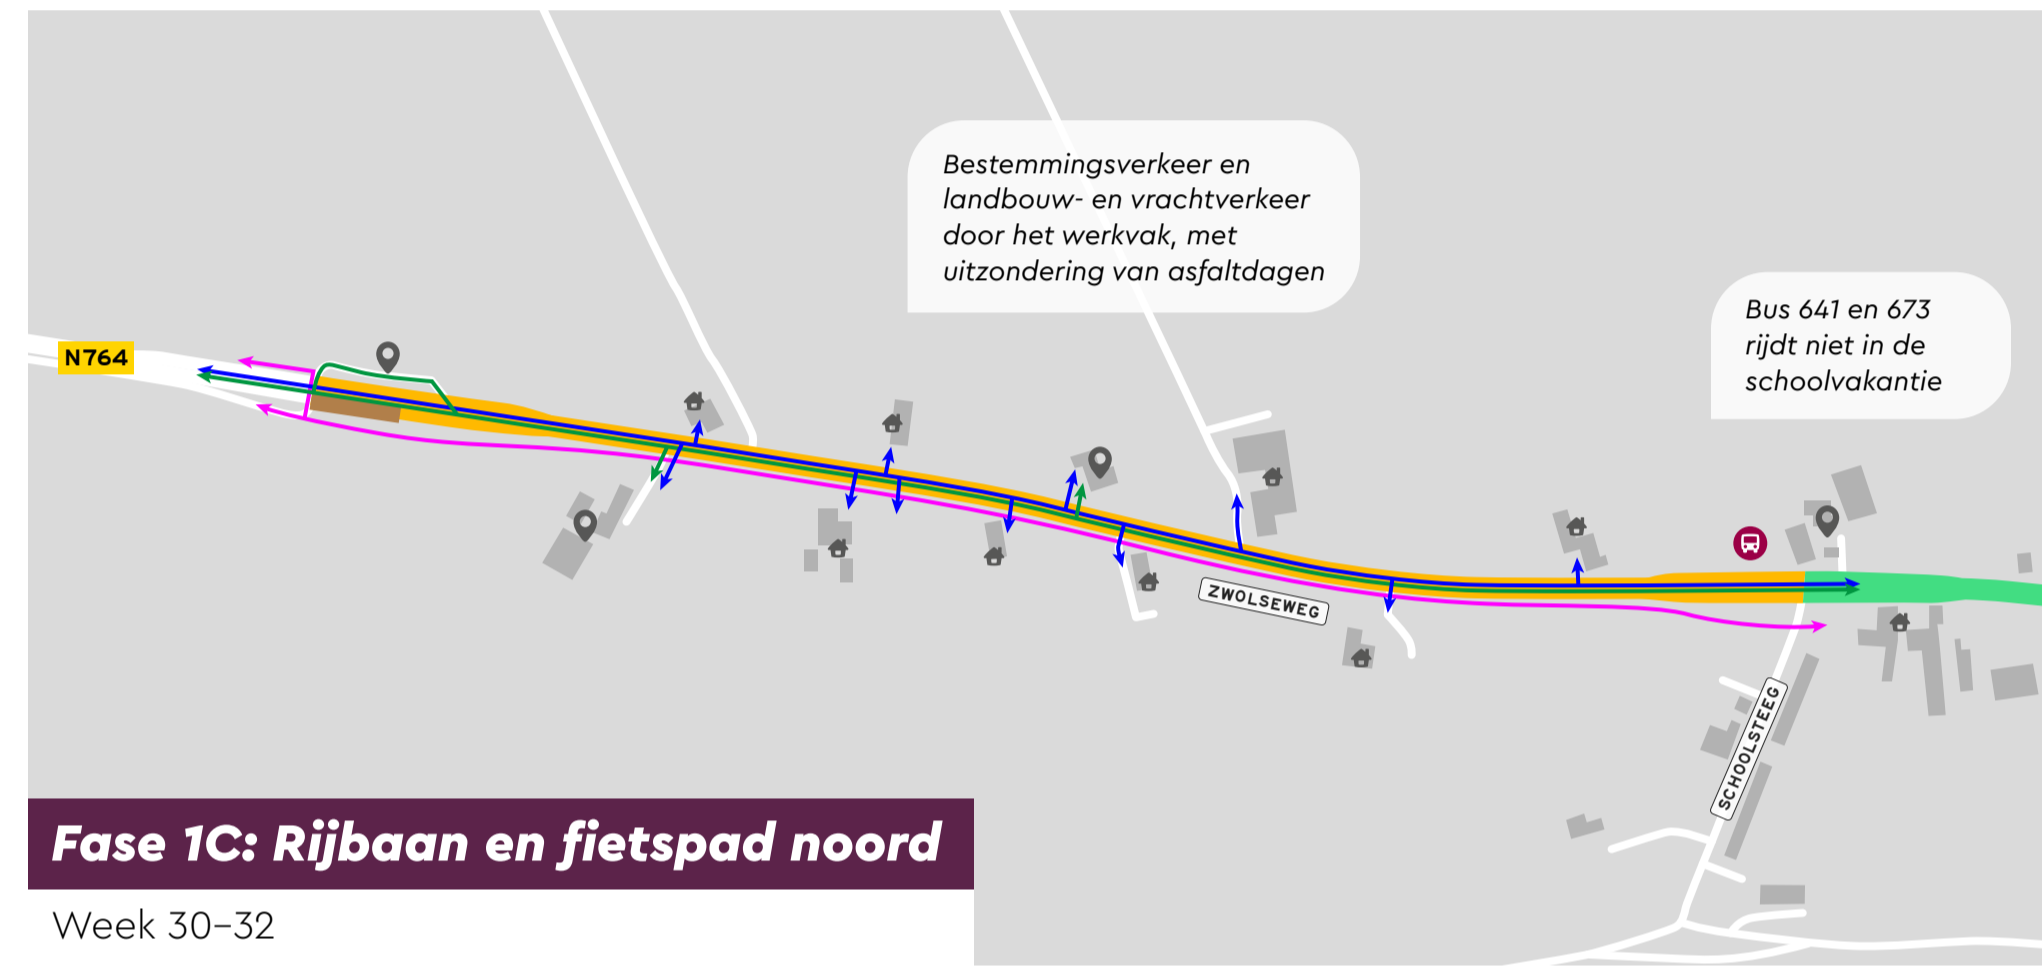 Bestemmingsverkeer en
landbouw- en vrachtverkeer
door het werkvak, met
uitzondering van asfaltdagen
Bus 641 en 673
rijdt niet in de
schoolvakantie
N764
ZWOLSEWEG
SCHOOLSTEEG
Fase 1C: Rijbaan en fietspad noord
Week 30–32